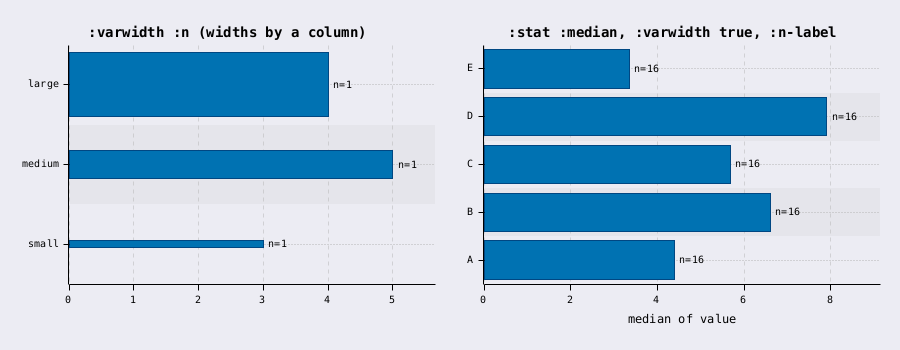 :varwidth :n (widths by a column)
large
n=1
medium
n=1
small
n=1
0 1 2 3 4 5
:stat :median, :varwidth true, :n-label
E
n=16
D
n=16
C
n=16
B
n=16
A
n=16
0 2 4 6 8
median of value